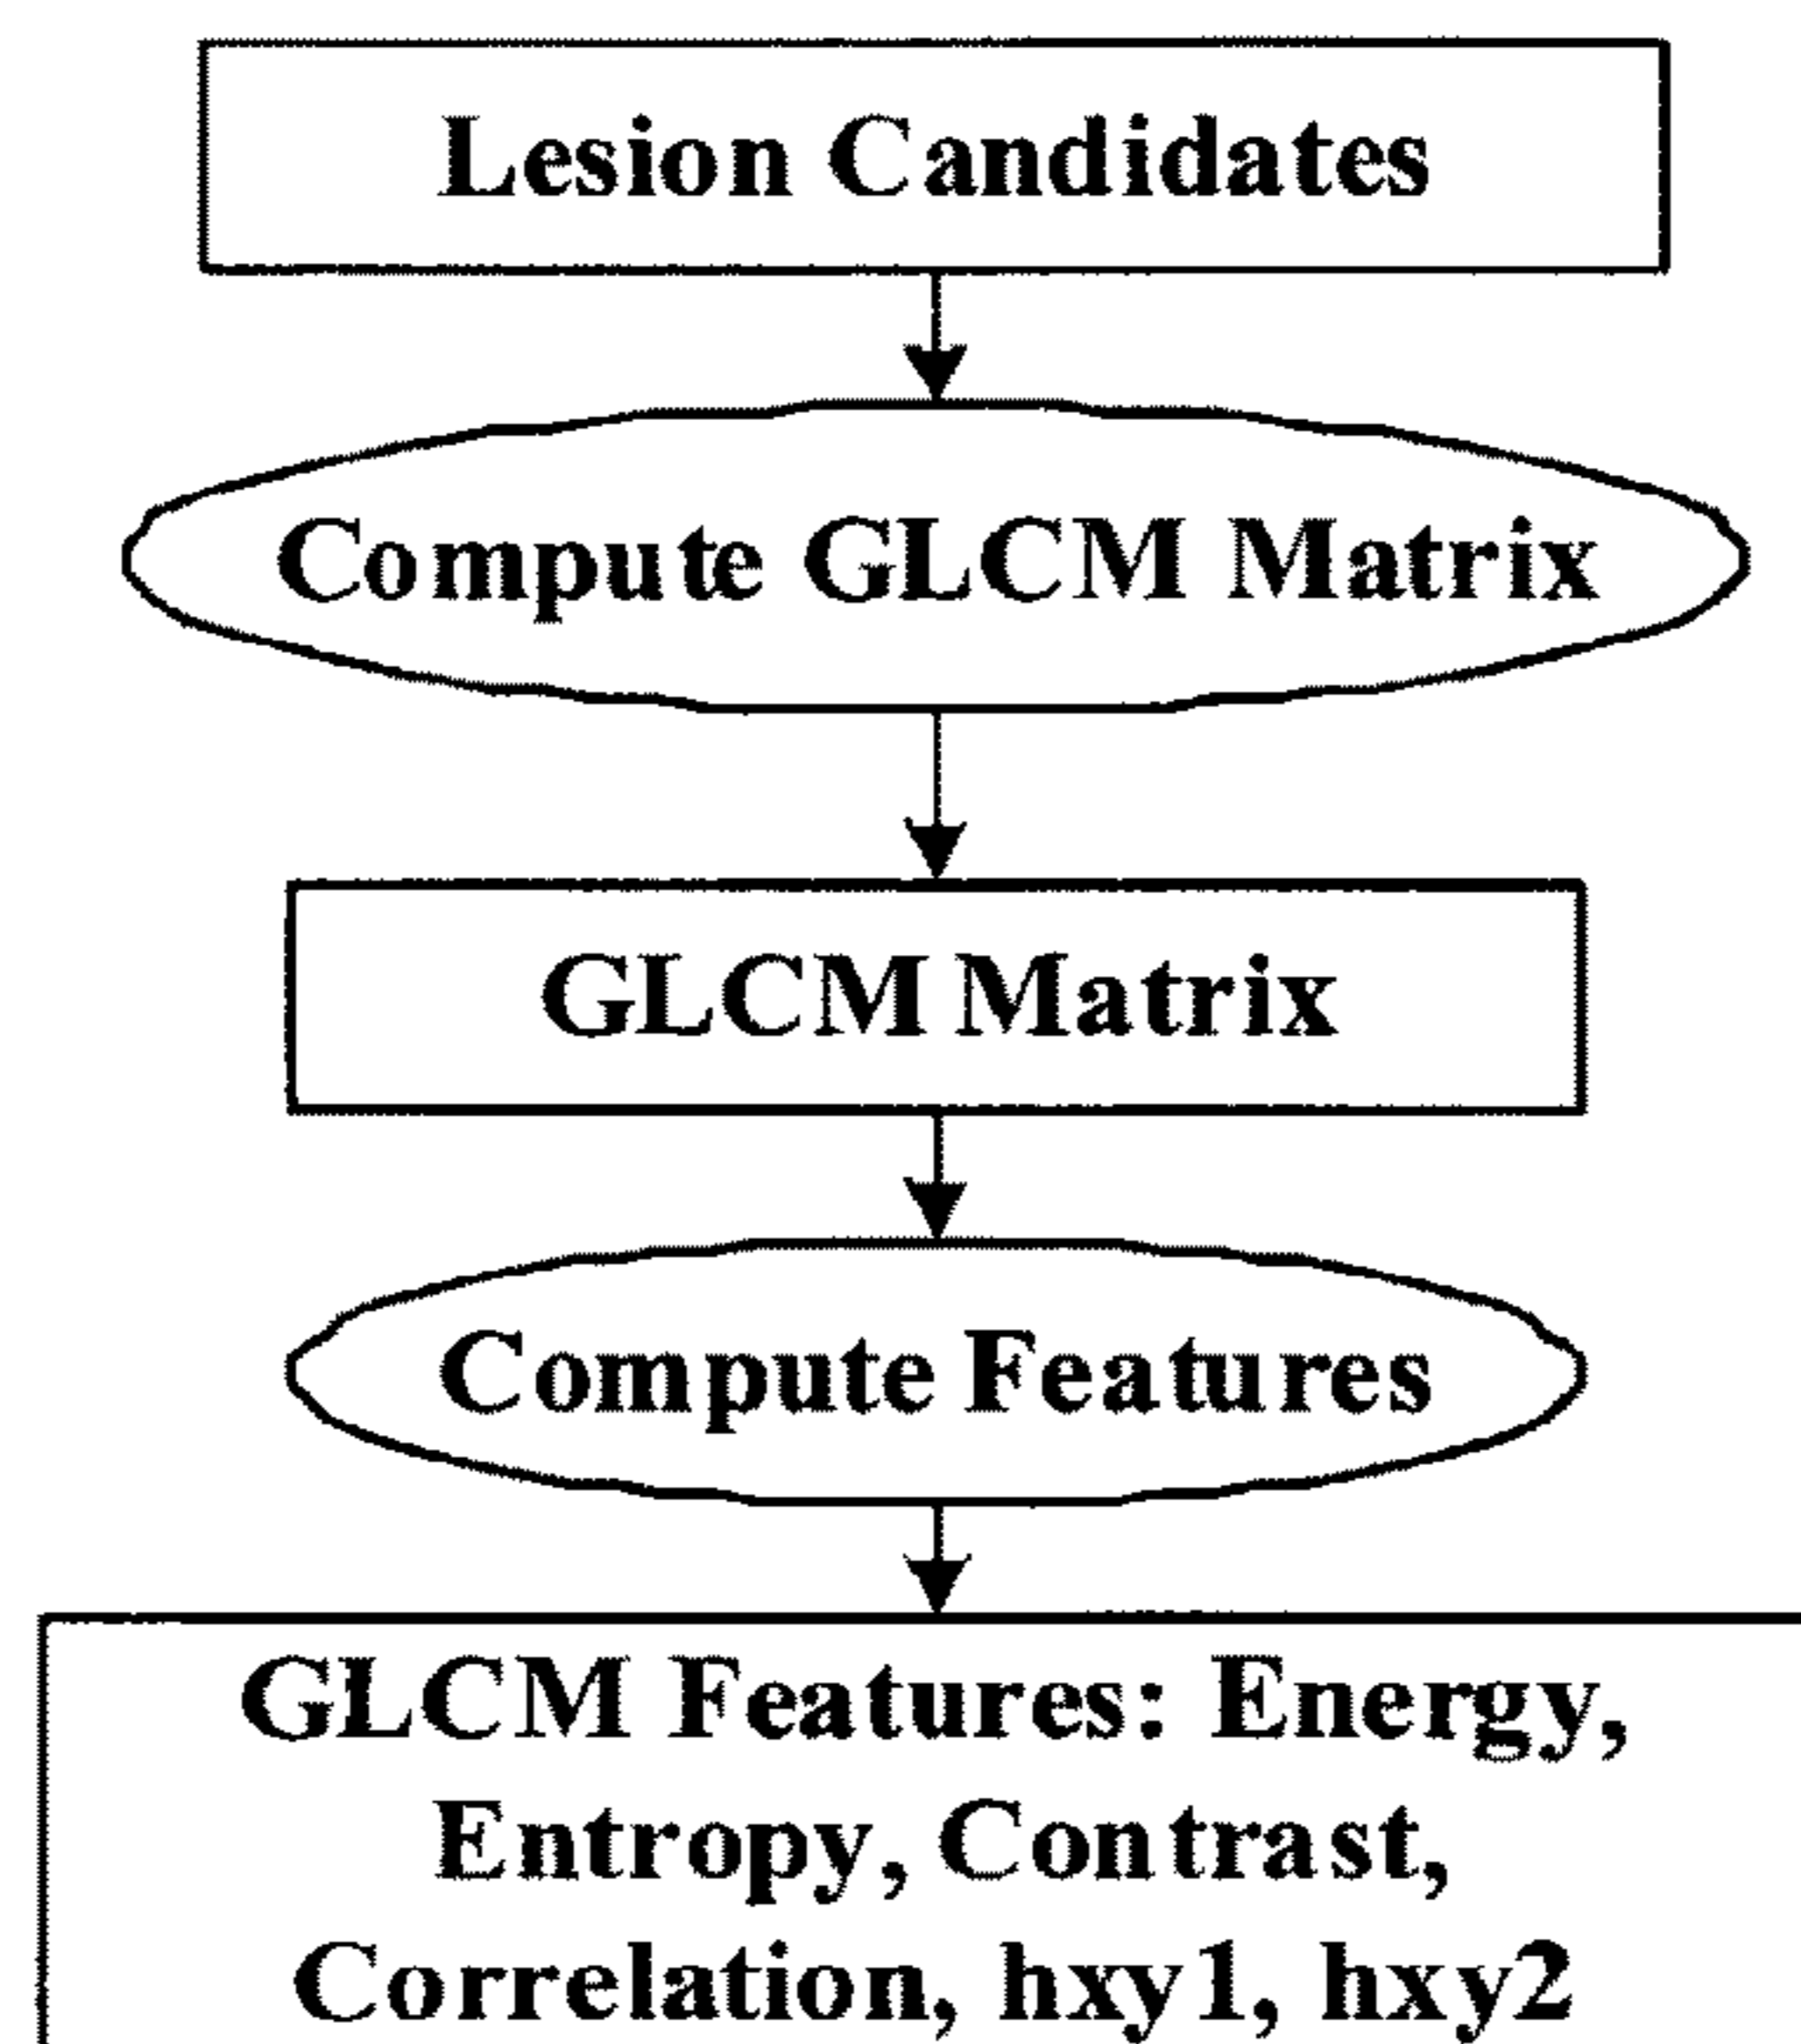 Lesion Candidates
Compute GLCM Matrix
GLCM Matrix
Compute Features
GLCM Features: Energy,
Entropy, Contrast,
Correlation, hxy1, hxy2